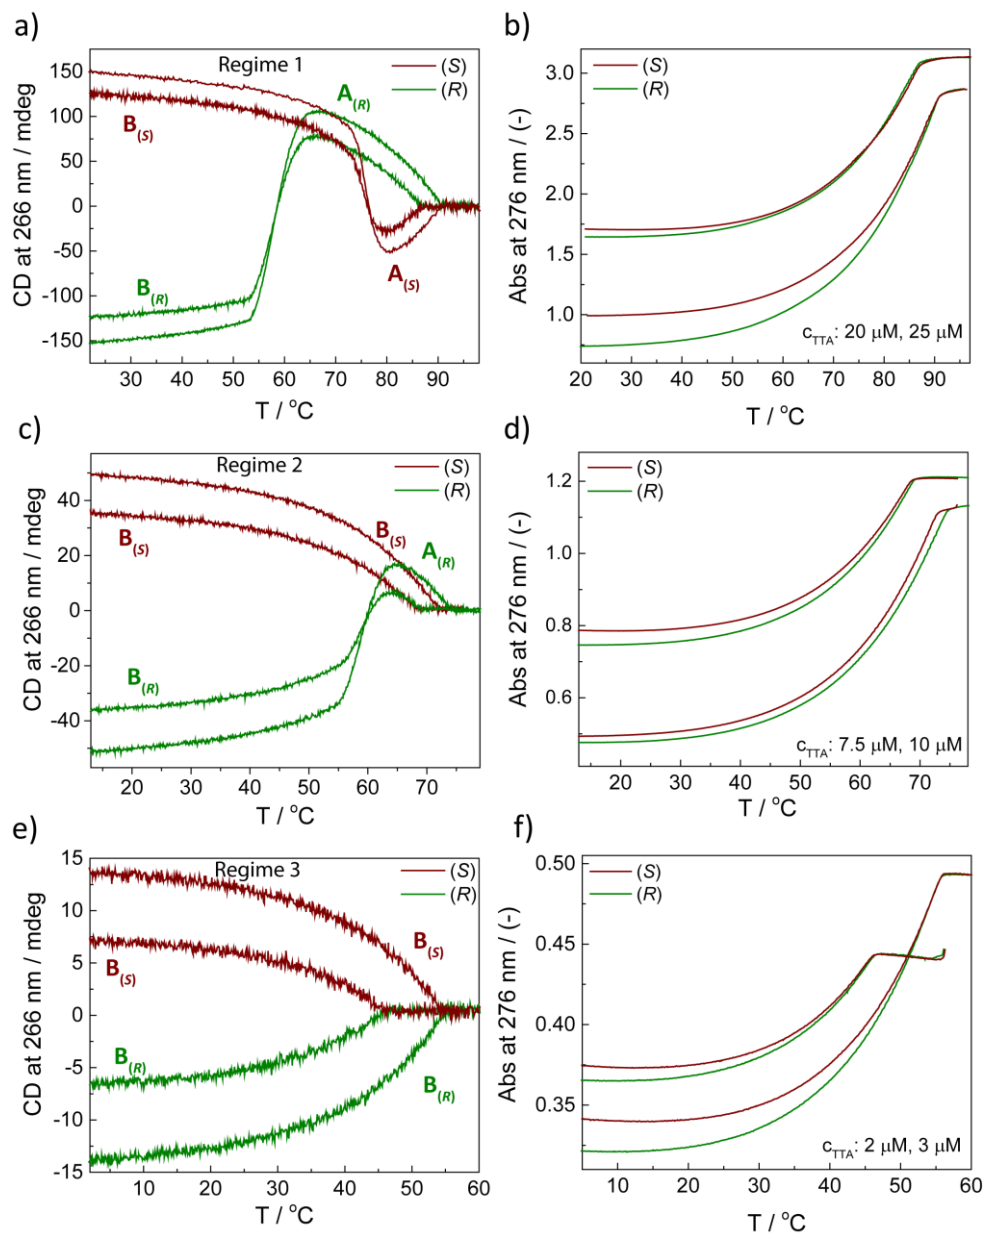 a)
Regime 1
(S)
(R)
150
100
50
0
-50
-100
-150
B(S)
A(R)
A(S)
B(R)
CD at 266 nm / mdeg
30 40 50 60 70 80 90
T / °C
b)
(S)
(R)
3.0
2.5
2.0
1.5
1.0
Abs at 276 nm / (-)
cTTA: 20 μM, 25 μM
20 30 40 50 60 70 80 90
T / °C
c)
Regime 2
(S)
(R)
40
20
0
-20
-40
B(S)
B(S)
A(R)
B(R)
CD at 266 nm / mdeg
20 30 40 50 60 70
T / °C
d)
(S)
(R)
1.2
1.0
0.8
0.6
Abs at 276 nm / (-)
cTTA: 7.5 μM, 10 μM
20 30 40 50 60 70
T / °C
e)
Regime 3
(S)
(R)
15
10
5
0
-5
-10
-15
B(S)
B(S)
B(R)
B(R)
CD at 266 nm / mdeg
10 20 30 40 50 60
T / °C
f)
(S)
(R)
0.50
0.45
0.40
0.35
Abs at 276 nm / (-)
cTTA: 2 μM, 3 μM
10 20 30 40 50 60
T / °C